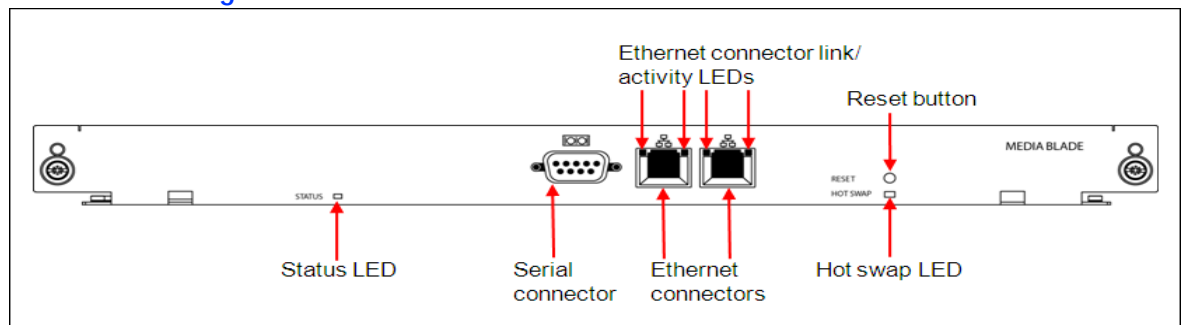 Ethernet connector link/
activity LEDs
Reset button
MEDIA BLADE
RESET
HOT SWAP
STATUS
Status LED
Serial
connector
Ethernet
connectors
Hot swap LED